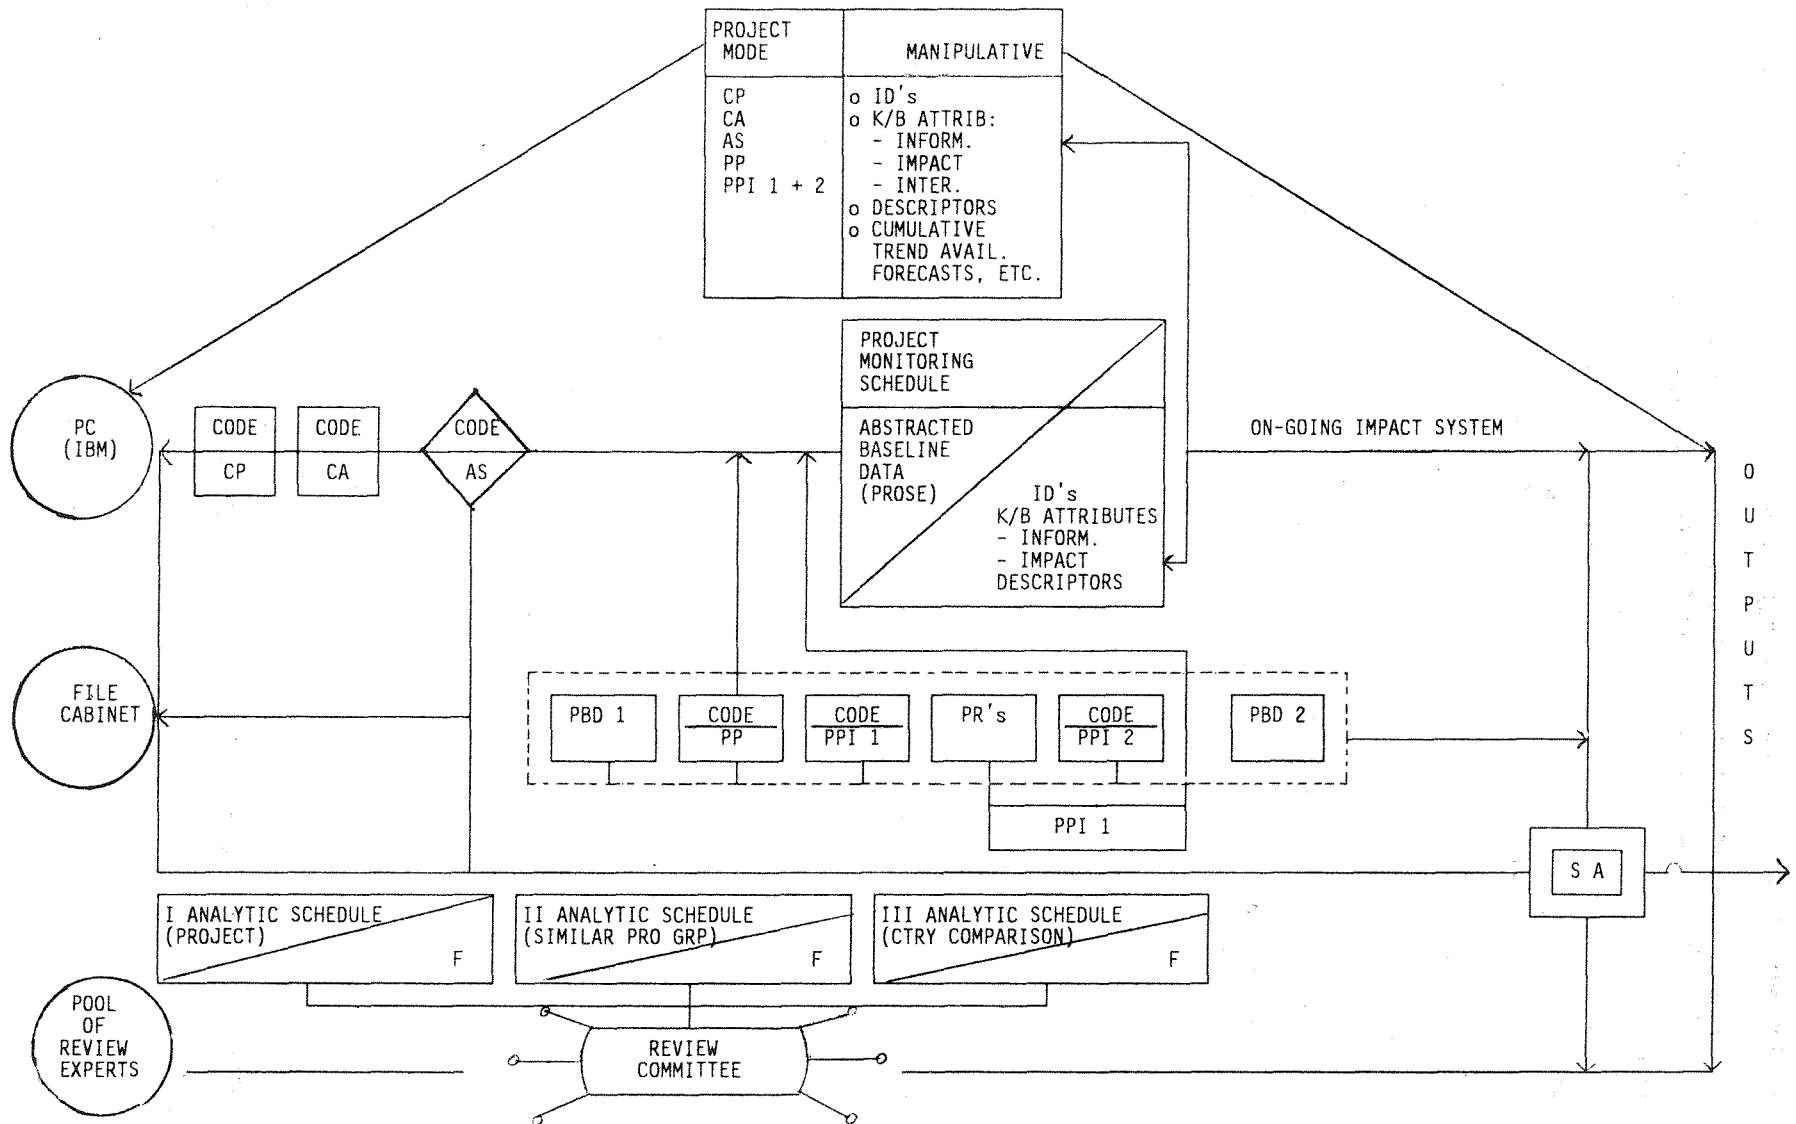 PROJECT
MODE
MANIPULATIVE
CP
CA
AS
PP
PPI 1 + 2
o ID's
o K/B ATTRIB:
- INFORM.
- IMPACT
- INTER.
o DESCRIPTORS
o CUMULATIVE
TREND AVAIL.
FORECASTS, ETC.
PROJECT
MONITORING
SCHEDULE
ABSTRACTED
BASELINE
DATA
(PROSE)
ID's
K/B ATTRIBUTES
- INFORM.
- IMPACT
DESCRIPTORS
PC
(IBM)
CODE
CP
CODE
CA
CODE
AS
ON-GOING IMPACT SYSTEM
OUTPUTS
FILE
CABINET
PBD 1
CODE
PP
CODE
PPI 1
PR's
CODE
PPI 2
PBD 2
PPI 1
S A
I ANALYTIC SCHEDULE
(PROJECT)
F
II ANALYTIC SCHEDULE
(SIMILAR PRO GRP)
F
III ANALYTIC SCHEDULE
(CTRY COMPARISON)
F
POOL
OF
REVIEW
EXPERTS
REVIEW
COMMITTEE